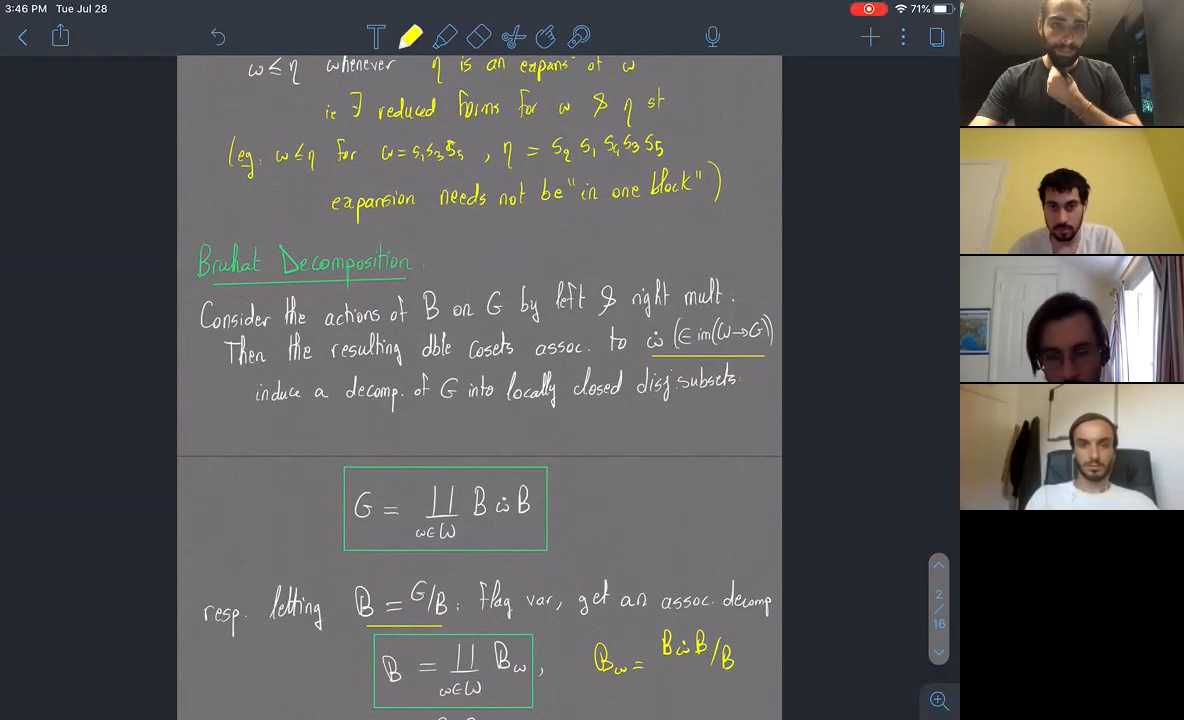 3:46 PM Tue Jul 28
71%
ω ≤ η whenever η is an expans° of ω
ie ∃ reduced forms for ω & η st
(eg: ω ≤ η for ω = s₁s₃s₅ , η = s₂ s₁ s₄ s₃ s₅
expansion needs not be "in one block")
Bruhat Decomposition.
Consider the actions of B on G by left & right mult.
Then the resulting dble cosets assoc. to ω̇ (∈ im(W→G))
induce a decomp. of G into locally closed disj. subsets.
G = ∐ Bω̇B
ω∈W
resp. letting 𝓑 = G/B : flag var, get an assoc. decomp
𝓑 = ∐ 𝓑ω , 𝓑ω = Bω̇B/B
ω∈W
2
/
16